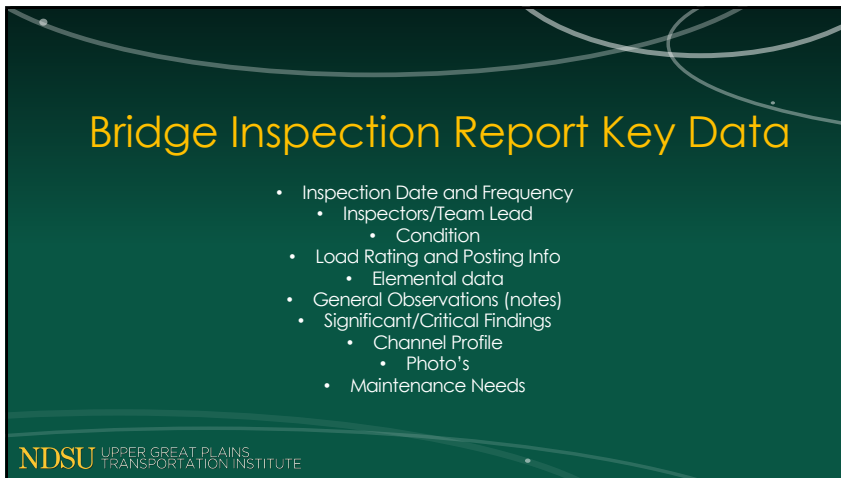 Bridge Inspection Report Key Data
• Inspection Date and Frequency
• Inspectors/Team Lead
• Condition
• Load Rating and Posting Info
• Elemental data
• General Observations (notes)
• Significant/Critical Findings
• Channel Profile
• Photo's
• Maintenance Needs
NDSU UPPER GREAT PLAINS
TRANSPORTATION INSTITUTE